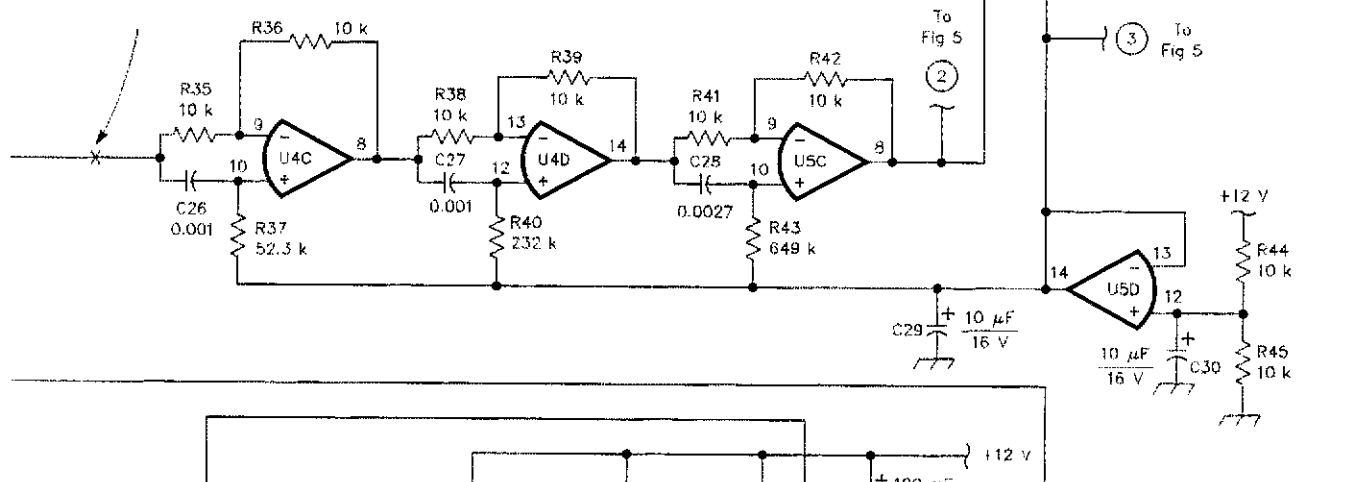 R36
10 k
R35
10 k
9
−
U4C
8
10
+
C26
0.001
R37
52.3 k
R39
10 k
R38
10 k
13
−
U4D
14
C27
12
+
0.001
R40
232 k
R42
10 k
R41
10 k
9
−
U5C
8
C28
10
+
0.0027
R43
649 k
To
Fig 5
2
3
To
Fig 5
+12 V
R44
10 k
13
−
14
U5D
12
+
C29
+
10 µF
16 V
10 µF
16 V
+
C30
R45
10 k
+12 V
+